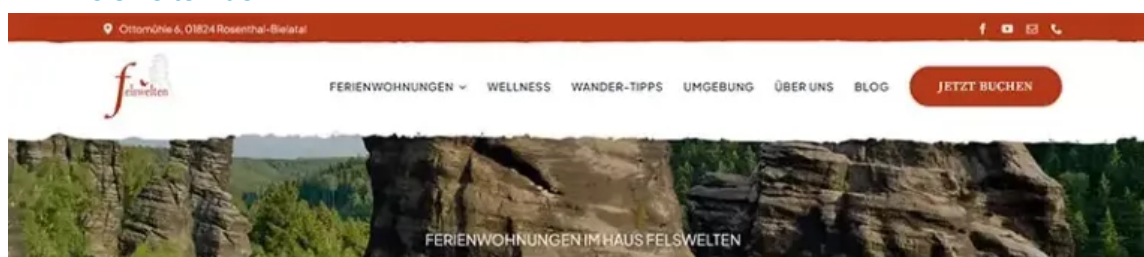 Ottomühle 6, 01824 Rosenthal-Bielatal
felswelten
FERIENWOHNUNGEN WELLNESS WANDER-TIPPS UMGEBUNG ÜBER UNS BLOG JETZT BUCHEN
FERIENWOHNUNGEN IM HAUS FELSWELTEN